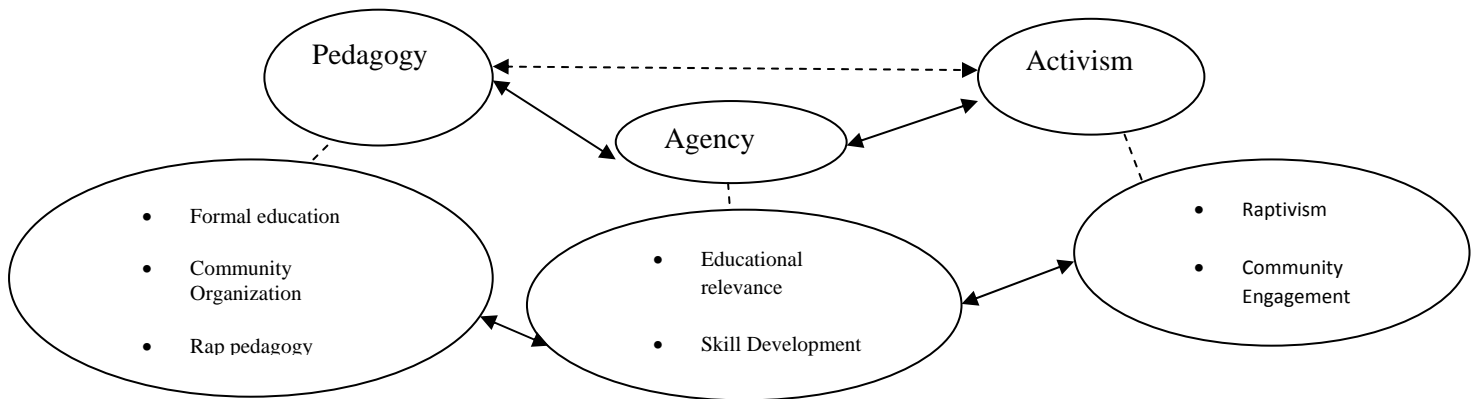 Pedagogy
Activism
Agency
• Formal education
• Community
Organization
• Rap pedagogy
• Educational
relevance
• Skill Development
• Raptivism
• Community
Engagement